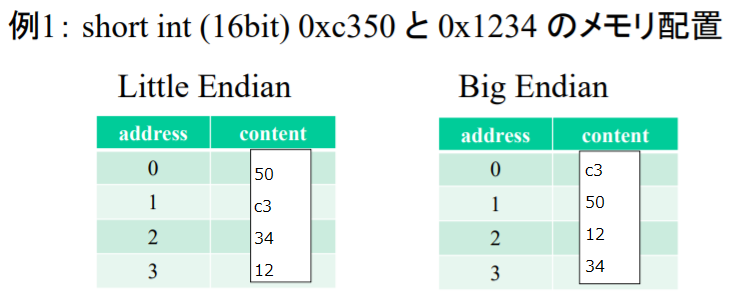 例1： short int (16bit) 0xc350 と 0x1234 のメモリ配置
Little Endian
address content
0 50
1 c3
2 34
3 12
Big Endian
address content
0 c3
1 50
2 12
3 34